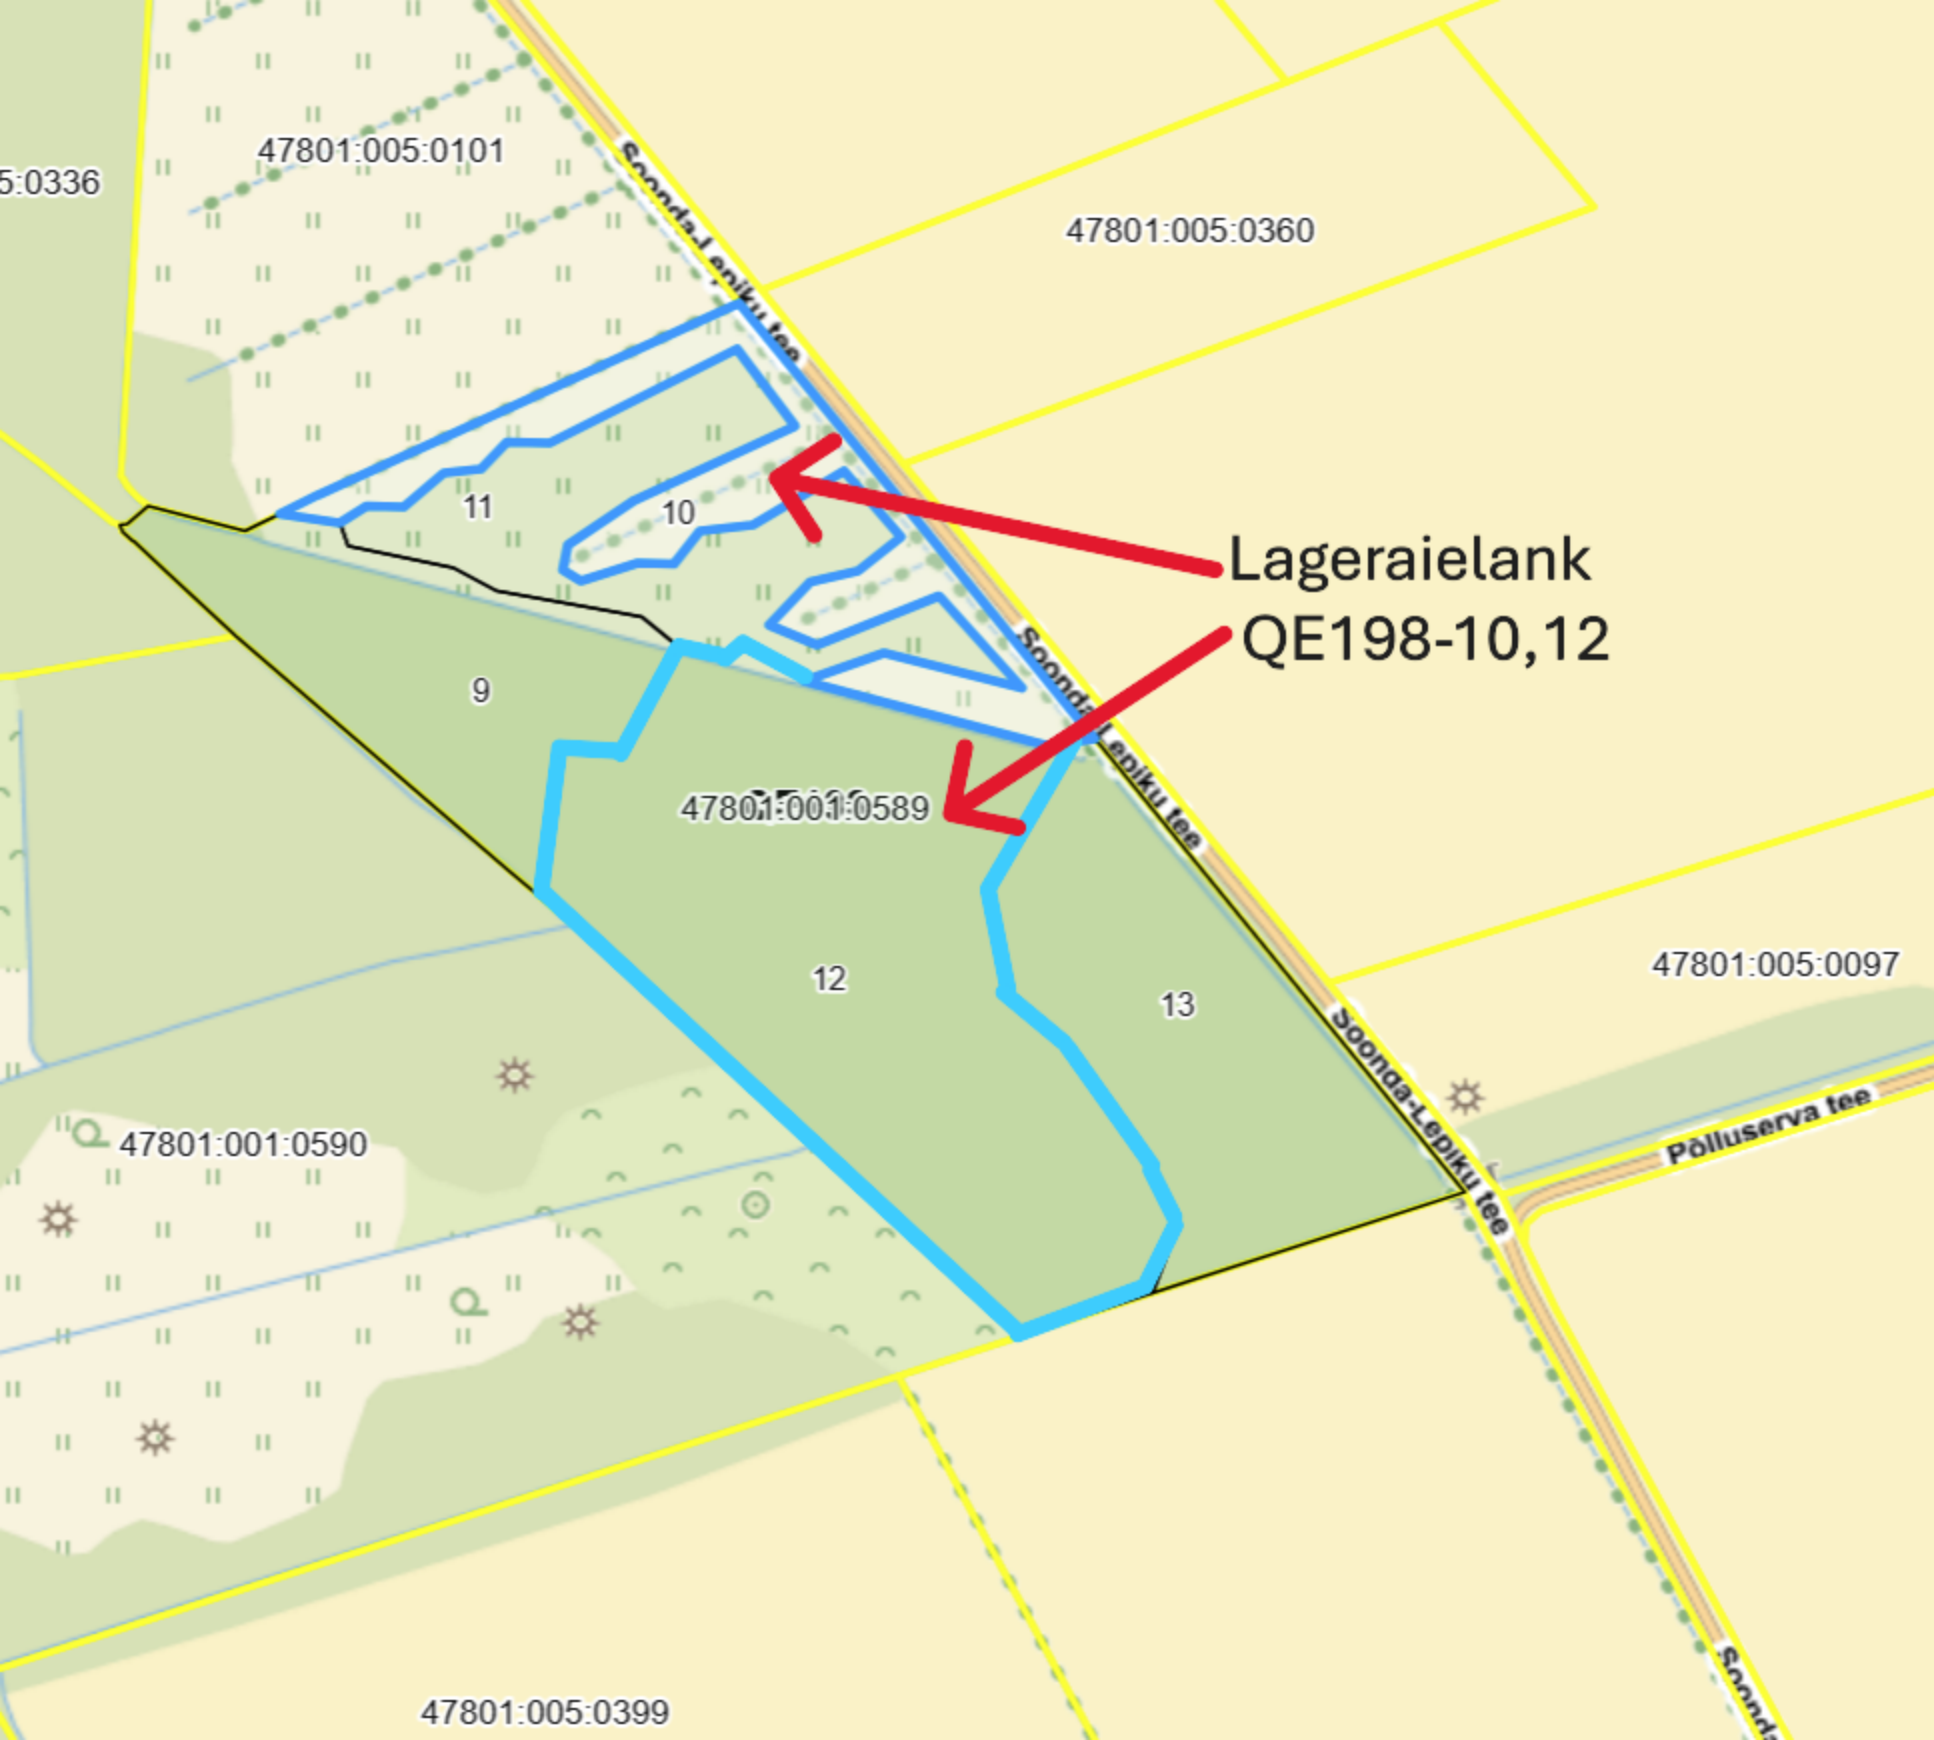 47801:005:0101
5:0336
Soonda-Lepiku tee
47801:005:0360
11
10
Lageraielank
QE198-10,12
Soonda-Lepiku tee
9
47801:001:0589
12
13
47801:005:0097
Soonda-Lepiku tee
Põlluserva tee
47801:001:0590
Soonda
47801:005:0399